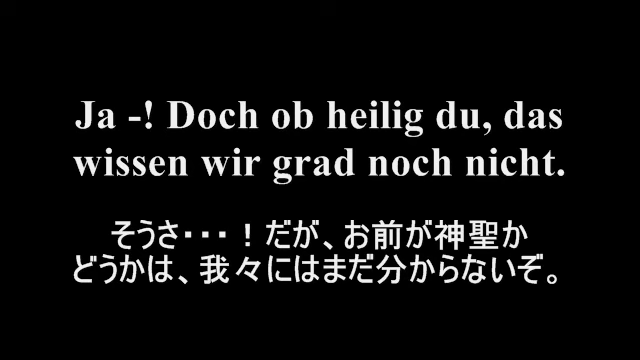 Ja -! Doch ob heilig du, das
wissen wir grad noch nicht.
そうさ・・・！だが、お前が神聖か
どうかは、我々にはまだ分からないぞ。